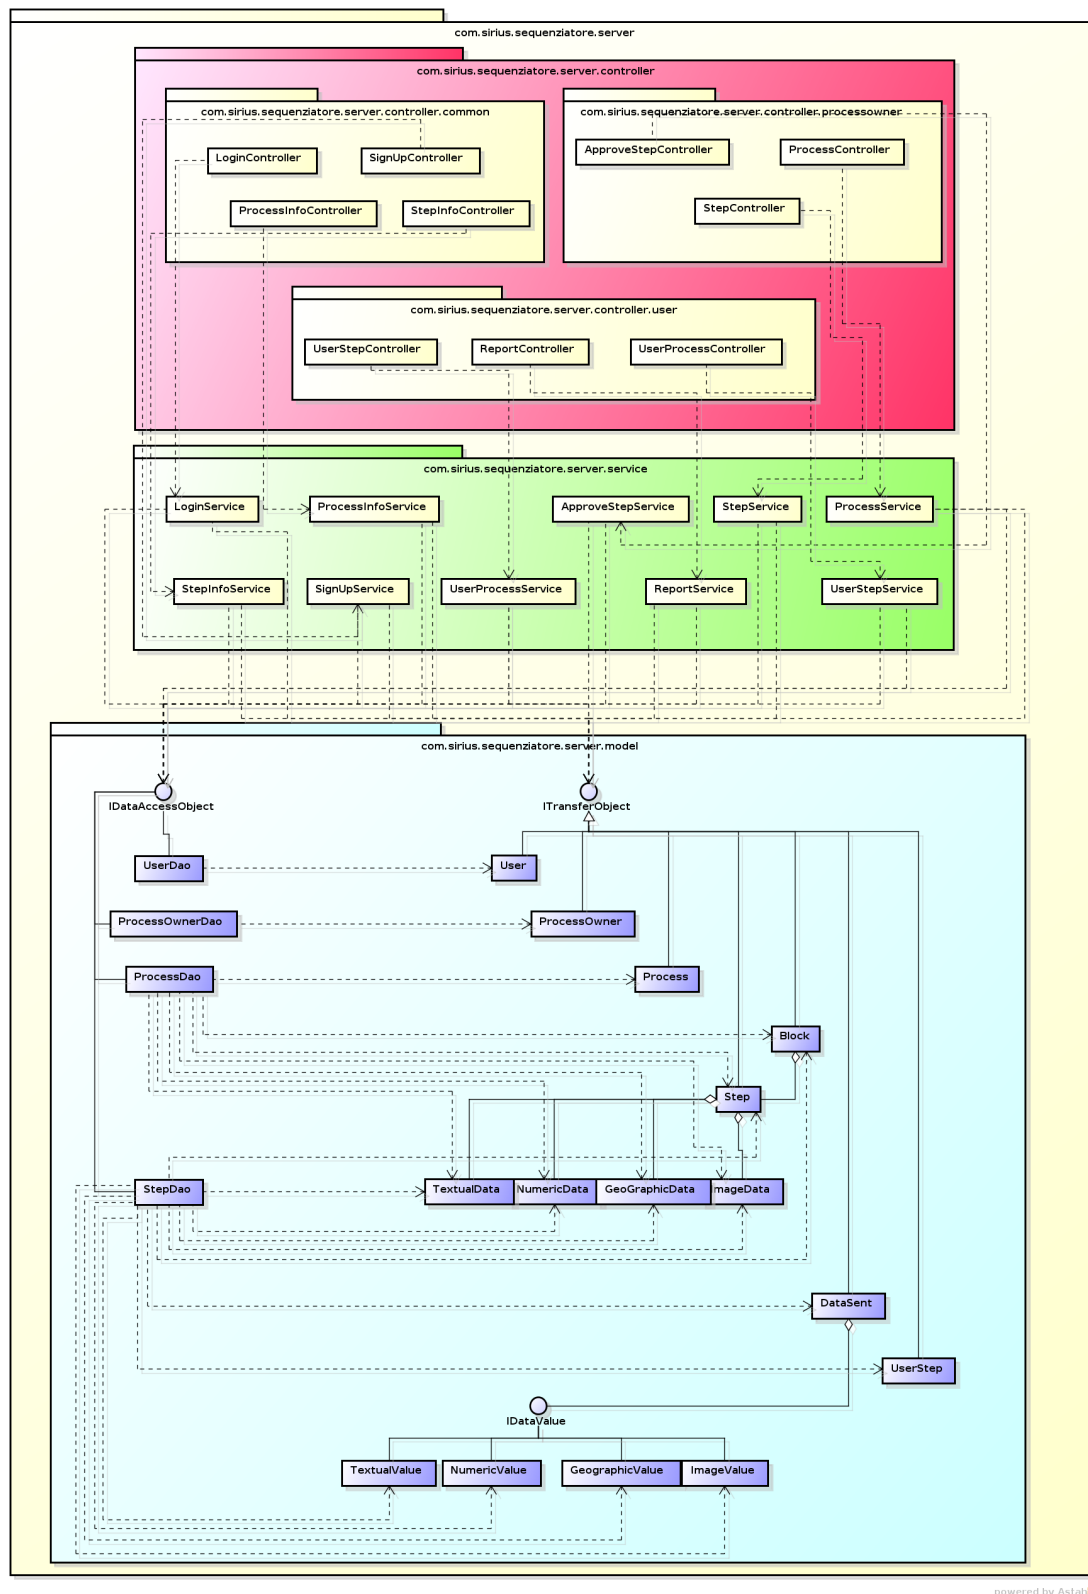 com.sirius.sequenziatore.server
com.sirius.sequenziatore.server.controller
com.sirius.sequenziatore.server.controller.common
com.sirius.sequenziatore.server.controller.processowner
LoginController
SignUpController
ApproveStepController
ProcessController
ProcessInfoController
StepInfoController
StepController
com.sirius.sequenziatore.server.controller.user
UserStepController
ReportController
UserProcessController
com.sirius.sequenziatore.server.service
LoginService
ProcessInfoService
ApproveStepService
StepService
ProcessService
StepInfoService
SignUpService
UserProcessService
ReportService
UserStepService
com.sirius.sequenziatore.server.model
IDataAccessObject
ITransferObject
UserDao
User
ProcessOwnerDao
ProcessOwner
ProcessDao
Process
Block
Step
StepDao
TextualData
NumericData
GeoGraphicData
mageData
DataSent
UserStep
IDataValue
TextualValue
NumericValue
GeographicValue
ImageValue
powered by Astah